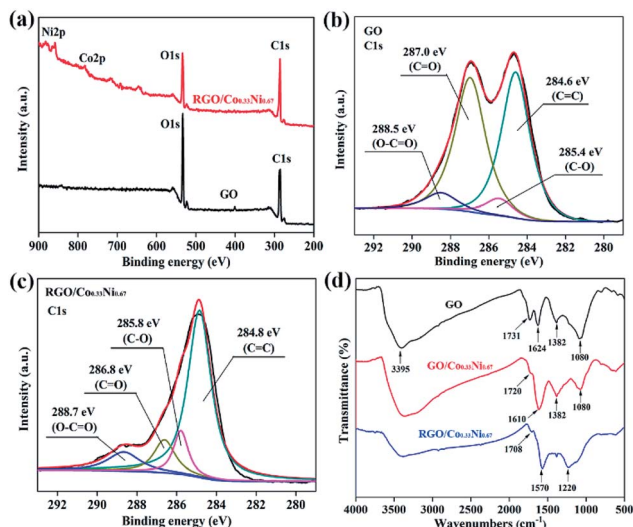 (a)
Ni2p
Co2p
O1s
C1s
RGO/Co0.33Ni0.67
O1s
C1s
GO
Intensity (a.u.)
900 800 700 600 500 400 300 200
Binding energy (eV)
(b)
GO
C1s
287.0 eV
(C=O)
284.6 eV
(C=C)
288.5 eV
(O-C=O)
285.4 eV
(C-O)
Intensity (a.u.)
292 290 288 286 284 282 280
Binding energy (eV)
(c)
RGO/Co0.33Ni0.67
C1s
285.8 eV
(C-O)
284.8 eV
(C=C)
286.8 eV
(C=O)
288.7 eV
(O-C=O)
Intensity (a.u.)
292 290 288 286 284 282 280
Binding energy (eV)
(d)
GO
1731
1624
1382
1080
3395
GO/Co0.33Ni0.67
1720
1610
1382
1080
RGO/Co0.33Ni0.67
1708
1570
1220
Transmittance (%)
4000 3500 3000 2500 2000 1500 1000 500
Wavenumbers (cm-1)